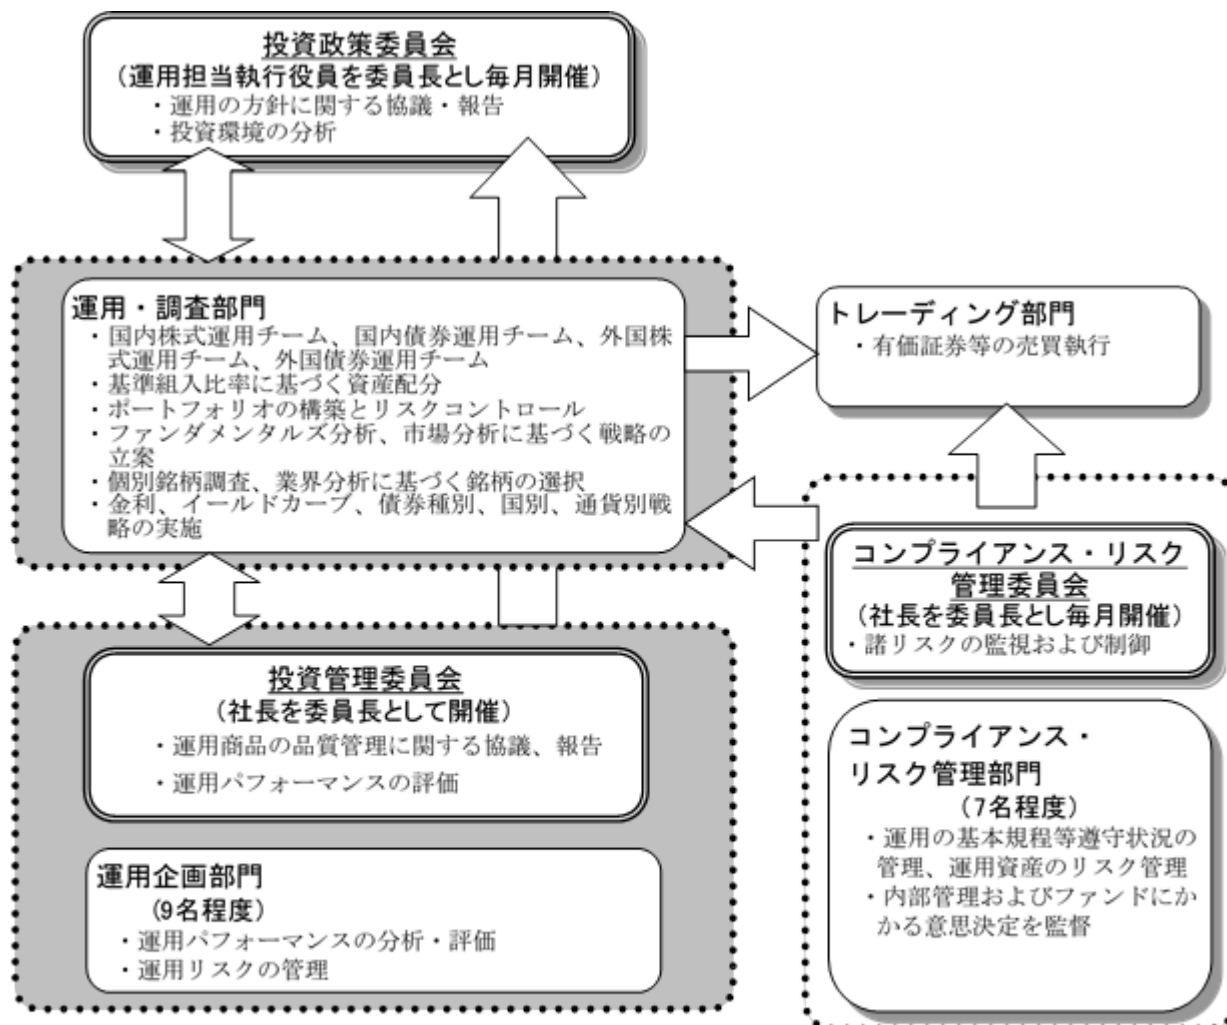 投資政策委員会
(運用担当執行役員を委員長とし毎月開催)
・運用の方針に関する協議・報告
・投資環境の分析
運用・調査部門
・国内株式運用チーム、国内債券運用チーム、外国株
式運用チーム、外国債券運用チーム
・基準組入比率に基づく資産配分
・ポートフォリオの構築とリスクコントロール
・ファンダメンタルズ分析、市場分析に基づく戦略の
立案
・個別銘柄調査、業界分析に基づく銘柄の選択
・金利、イールドカーブ、債券種別、国別、通貨別戦
略の実施
トレーディング部門
・有価証券等の売買執行
コンプライアンス・リスク
管理委員会
(社長を委員長とし毎月開催)
・諸リスクの監視および制御
投資管理委員会
(社長を委員長として開催)
・運用商品の品質管理に関する協議、報告
・運用パフォーマンスの評価
コンプライアンス・
リスク管理部門
(7名程度)
・運用の基本規程等遵守状況の
管理、運用資産のリスク管理
・内部管理およびファンドにか
かる意思決定を監督
運用企画部門
(9名程度)
・運用パフォーマンスの分析・評価
・運用リスクの管理